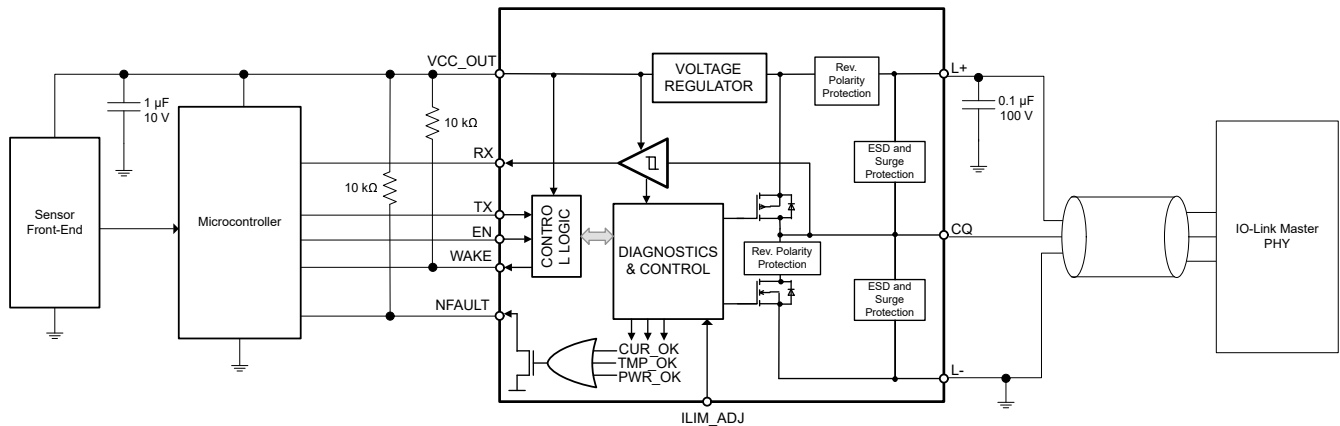 VCC_OUT
VOLTAGE
REGULATOR
Rev.
Polarity
Protection
L+
1 µF
10 V
10 kΩ
0.1 µF
100 V
RX
ESD and
Surge
Protection
10 kΩ
Sensor
Front-End
Microcontroller
TX
EN
WAKE
NFAULT
CONTRO
L LOGIC
DIAGNOSTICS
& CONTROL
Rev. Polarity
Protection
CQ
ESD and
Surge
Protection
IO-Link Master
PHY
CUR_OK
TMP_OK
PWR_OK
L-
ILIM_ADJ